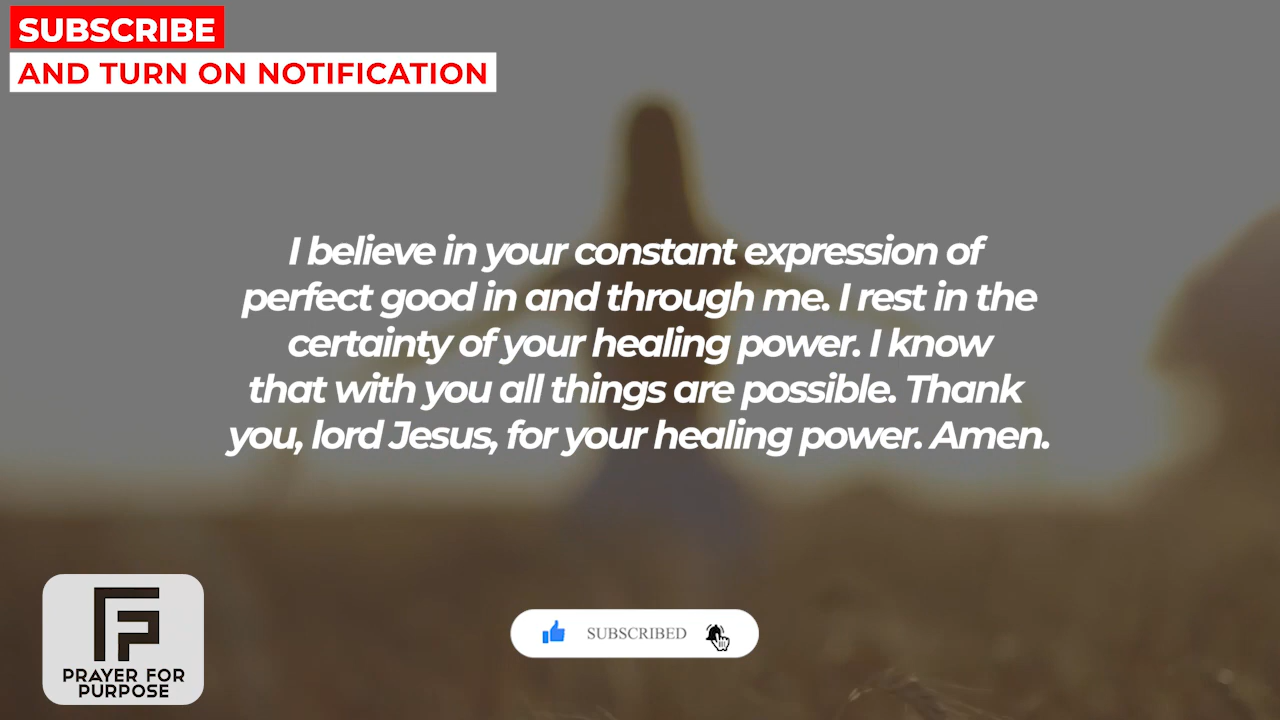 SUBSCRIBE
AND TURN ON NOTIFICATION
I believe in your constant expression of
perfect good in and through me. I rest in the
certainty of your healing power. I know
that with you all things are possible. Thank
you, lord Jesus, for your healing power. Amen.
SUBSCRIBED
PRAYER FOR
PURPOSE